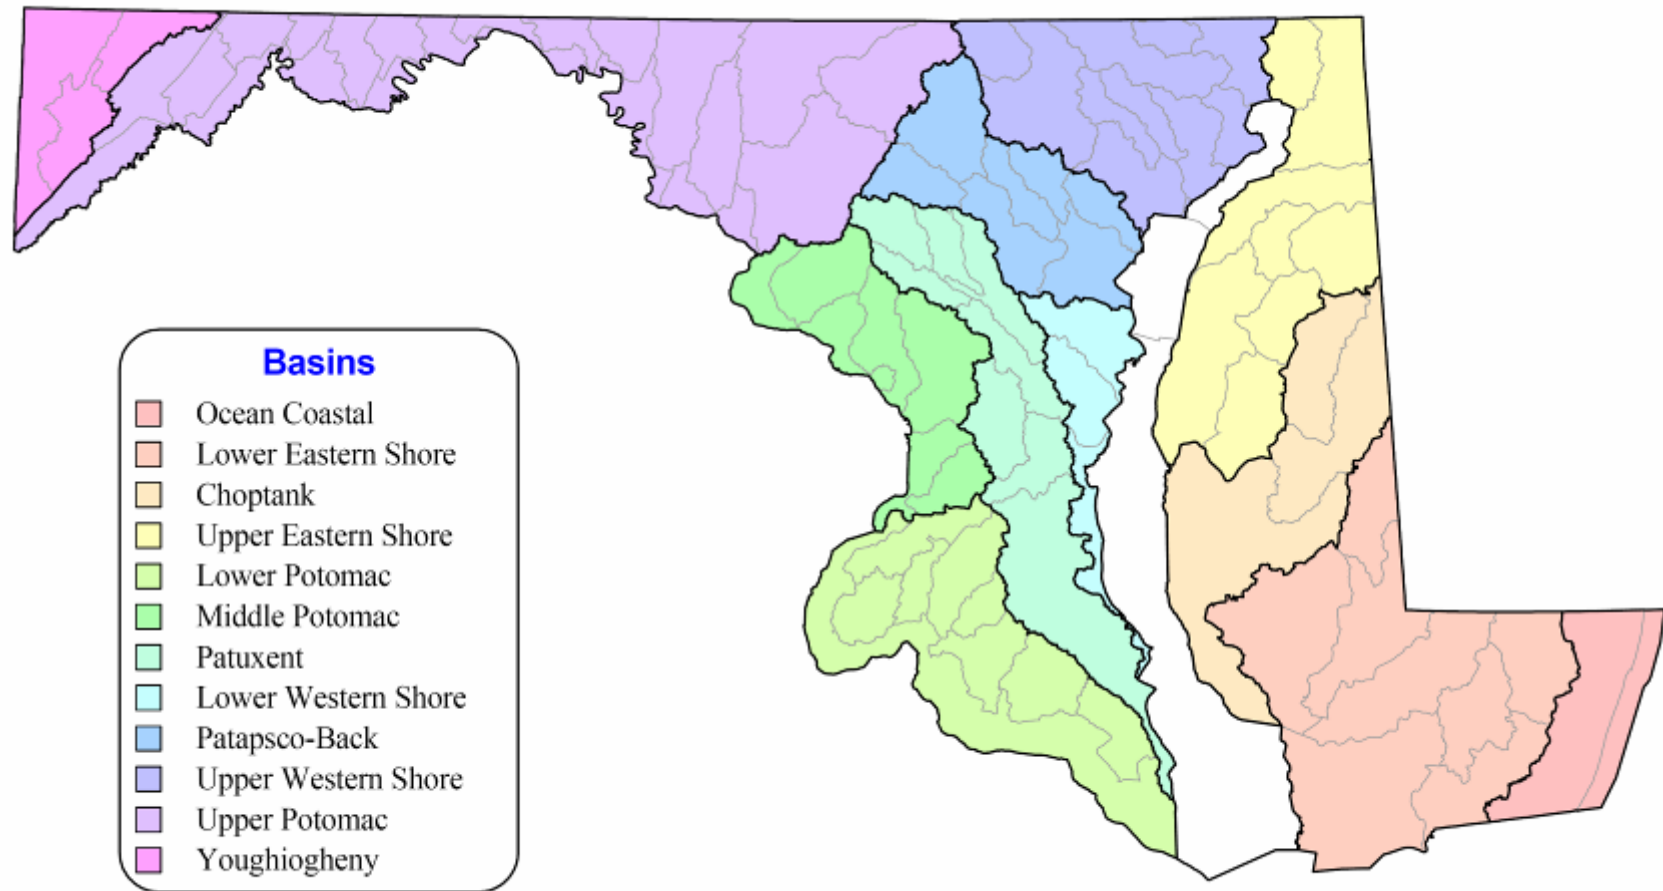 Basins
Ocean Coastal
Lower Eastern Shore
Choptank
Upper Eastern Shore
Lower Potomac
Middle Potomac
Patuxent
Lower Western Shore
Patapsco-Back
Upper Western Shore
Upper Potomac
Youghiogheny